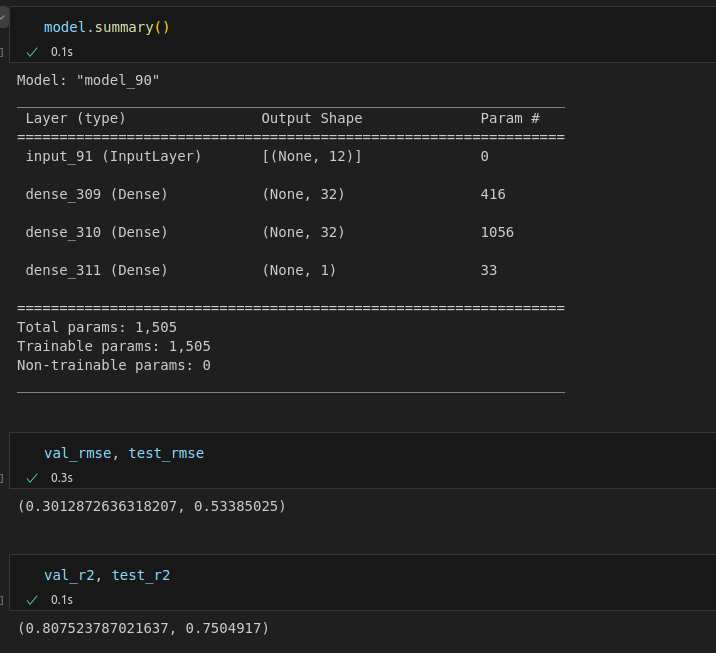 model.summary()
✓ 0.1s
Model: "model_90"
_________________________________________________________________
Layer (type) Output Shape Param #
=================================================================
input_91 (InputLayer) [(None, 12)] 0
dense_309 (Dense) (None, 32) 416
dense_310 (Dense) (None, 32) 1056
dense_311 (Dense) (None, 1) 33
=================================================================
Total params: 1,505
Trainable params: 1,505
Non-trainable params: 0
_________________________________________________________________
val_rmse, test_rmse
✓ 0.3s
(0.3012872636318207, 0.53385025)
val_r2, test_r2
✓ 0.1s
(0.807523787021637, 0.7504917)